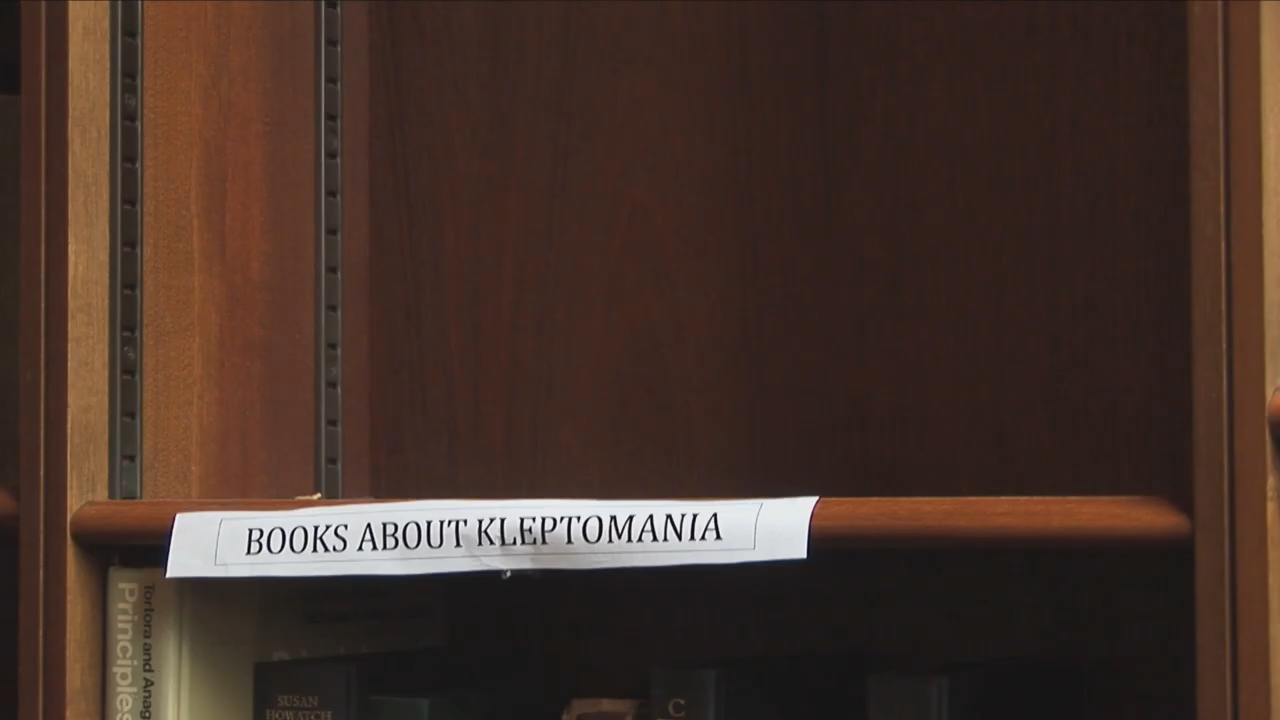 BOOKS ABOUT KLEPTOMANIA
Tortora and Anag
Principles
SUSAN
HOWATCH
C